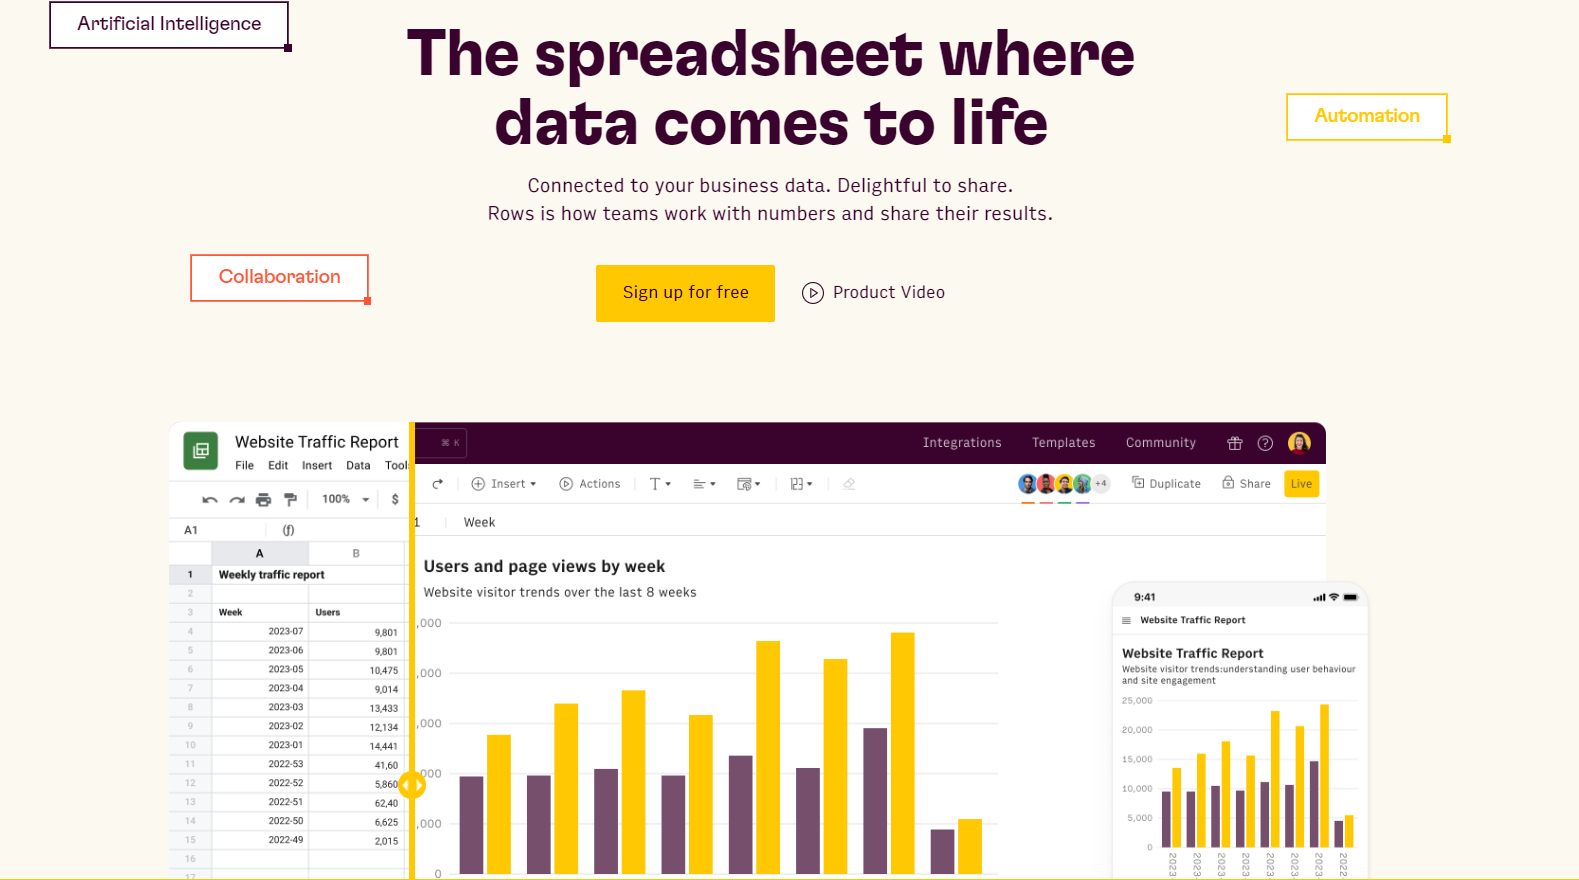 Artificial Intelligence
The spreadsheet where
data comes to life
Automation
Connected to your business data. Delightful to share.
Rows is how teams work with numbers and share their results.
Collaboration
Sign up for free
Product Video
Website Traffic Report
File Edit Insert Data Tools
100% $
A1 (f)
A B
1 Weekly traffic report
2
3 Week Users
4 2023-07 9,801
5 2023-06 9,801
6 2023-05 10,475
7 2023-04 9,014
8 2023-03 13,433
9 2023-02 12,134
10 2023-01 14,441
11 2022-53 41,60
12 2022-52 5,860
13 2022-51 62,40
14 2022-50 6,625
15 2022-49 2,015
16
17
⌘ K
Integrations Templates Community
Insert Actions T +4 Duplicate Share Live
1 Week
Users and page views by week
Website visitor trends over the last 8 weeks
,000
,000
,000
,000
,000
0
9:41
Website Traffic Report
Website Traffic Report
Website visitor trends:understanding user behaviour
and site engagement
25,000
20,000
15,000
10,000
5,000
0
2023- 2023- 2023- 2023- 2023- 2023- 2023- 2022-